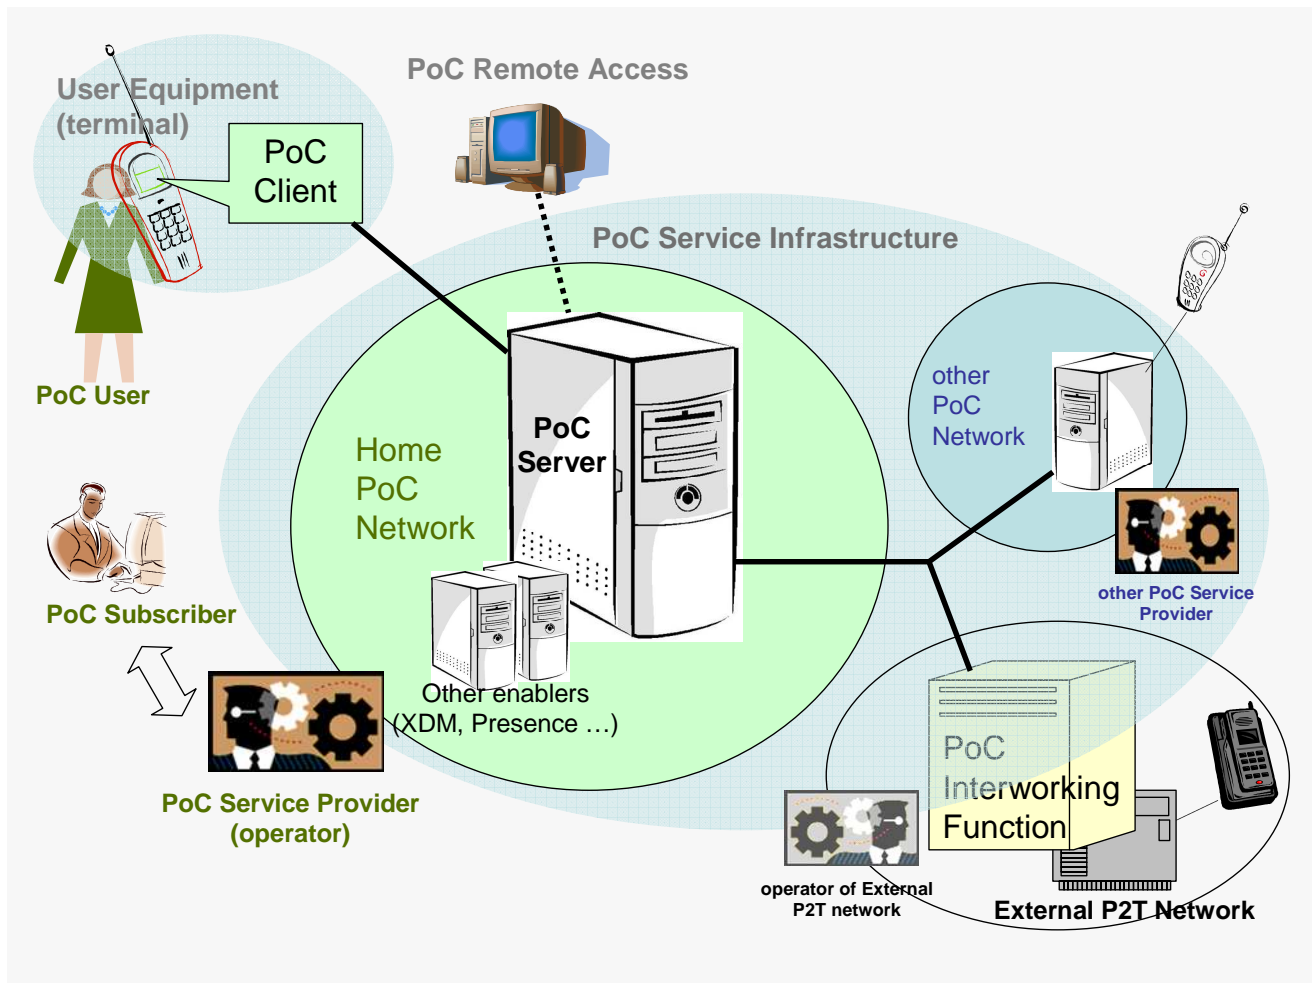 PoC Remote Access
User Equipment
(terminal)
PoC
Client
PoC User
PoC Service Infrastructure
Home
PoC
Network
PoC
Server
other
PoC
Network
other PoC Service
Provider
PoC Subscriber
Other enablers
(XDM, Presence …)
PoC Service Provider
(operator)
PoC
Interworking
Function
operator of External
P2T network
External P2T Network